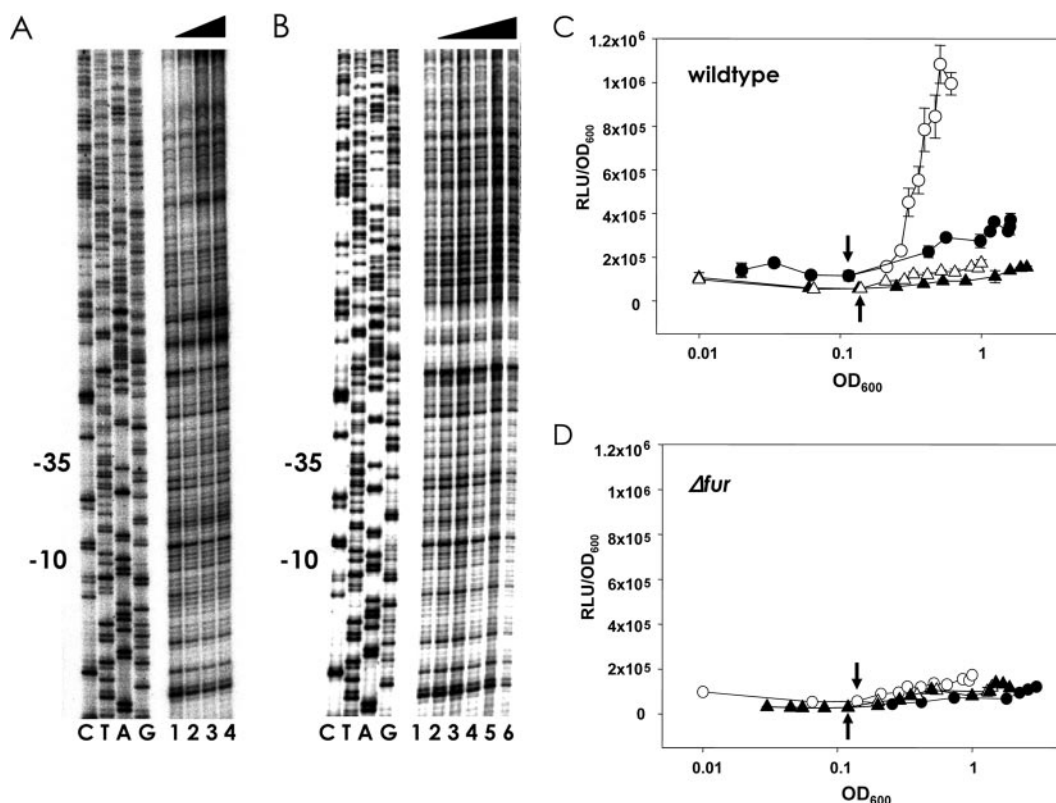 A
-35
-10
C T A G 1 2 3 4
B
-35
-10
C T A G 1 2 3 4 5 6
C
wildtype
RLU/OD600
1.2x10^6
1x10^6
8x10^5
6x10^5
4x10^5
2x10^5
0
0.01
0.1
1
OD600
D
Δfur
RLU/OD600
1.2x10^6
1x10^6
8x10^5
6x10^5
4x10^5
2x10^5
0
0.01
0.1
1
OD600